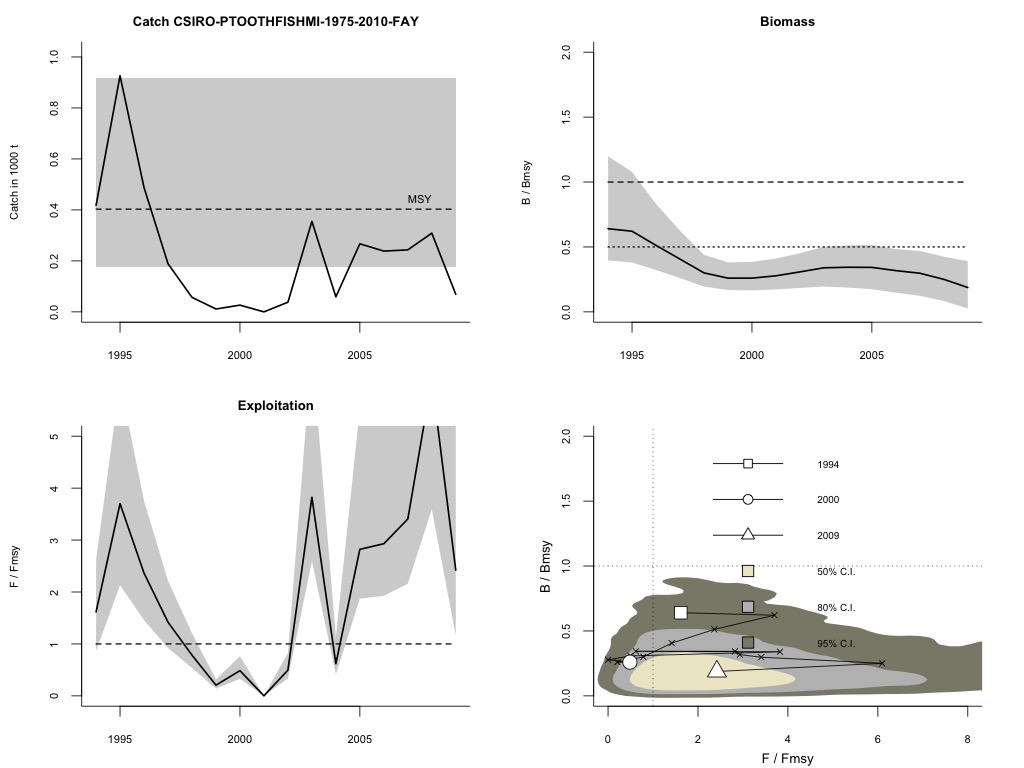 Catch CSIRO-PTOOTHFISHMI-1975-2010-FAY
Catch in 1000 t
0.0 0.2 0.4 0.6 0.8 1.0
MSY
1995 2000 2005
Biomass
B / Bmsy
0.0 0.5 1.0 1.5 2.0
1995 2000 2005
Exploitation
F / Fmsy
0 1 2 3 4 5
1995 2000 2005
B / Bmsy
0.0 0.5 1.0 1.5 2.0
1994
2000
2009
50% C.I.
80% C.I.
95% C.I.
0 2 4 6 8
F / Fmsy